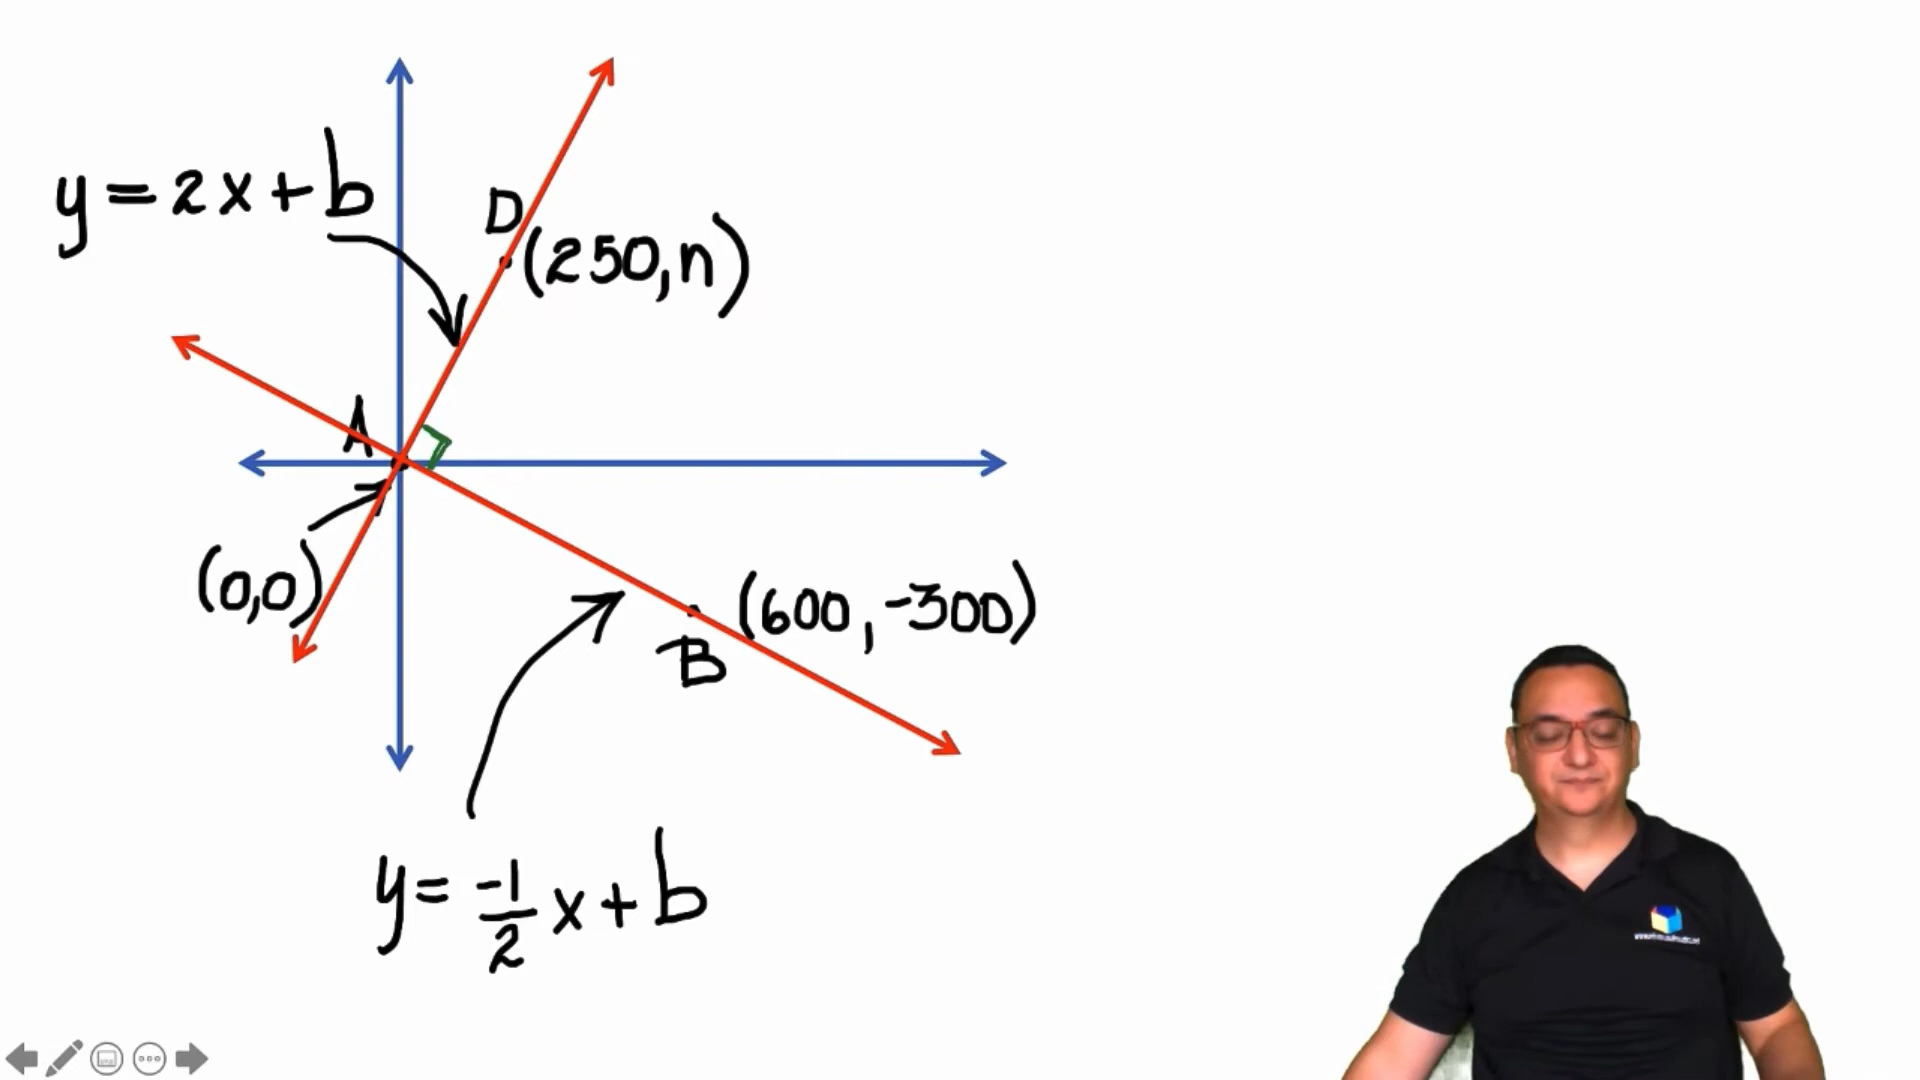 y = 2x + b
D
(250, n)
A
(0,0)
(600, -300)
B
y = -1/2 x + b